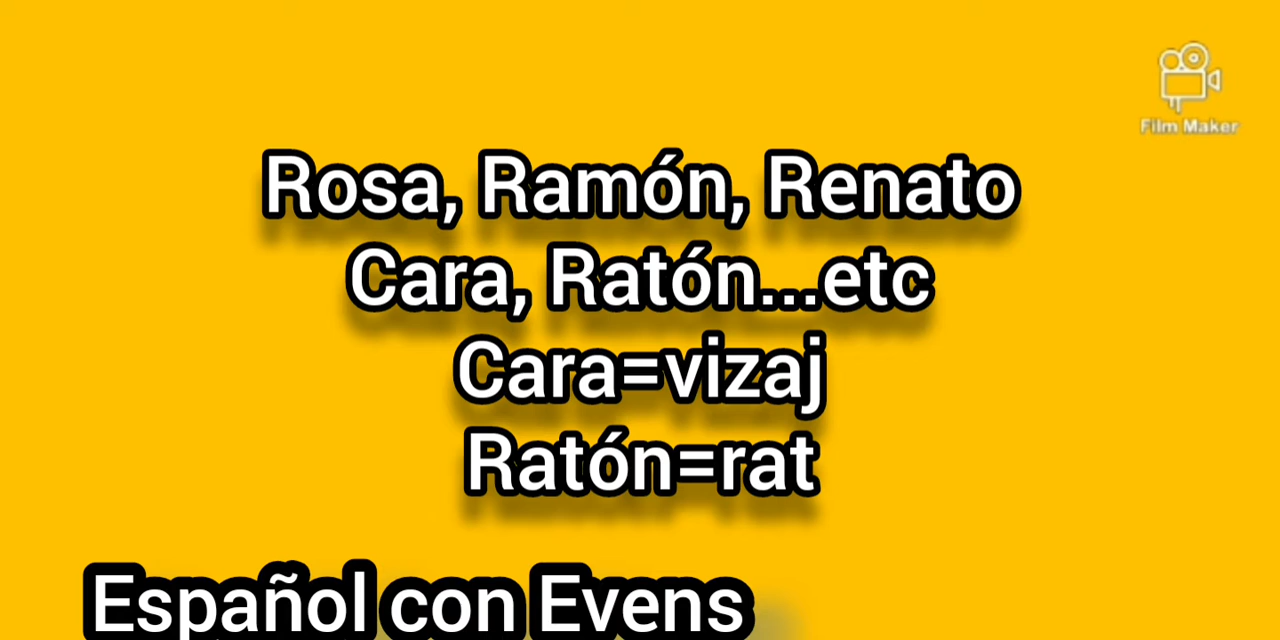 Film Maker
Rosa, Ramón, Renato
Cara, Ratón...etc
Cara=vizaj
Ratón=rat
Español con Evens